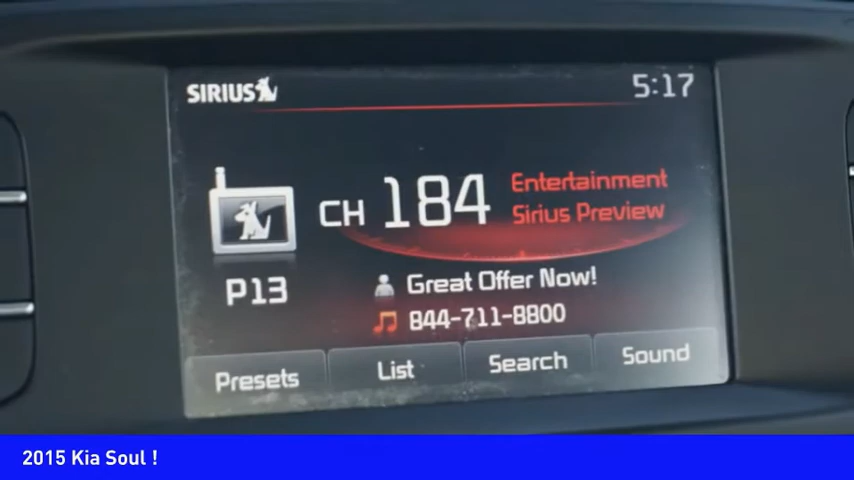 SIRIUS
5:17
CH 184
Entertainment
Sirius Preview
P13
Great Offer Now!
844-711-8800
Presets
List
Search
Sound
2015 Kia Soul !